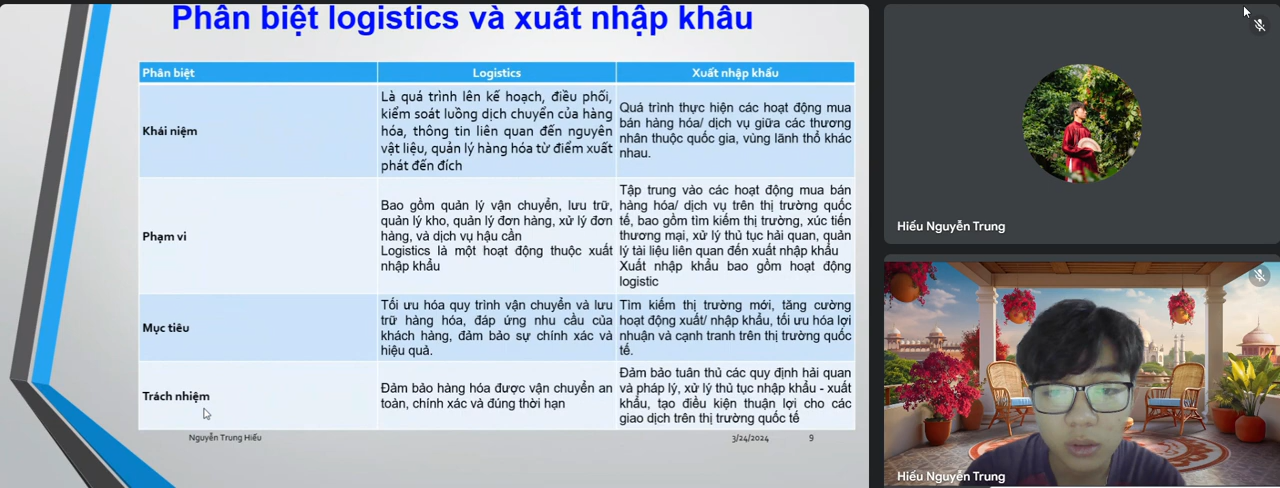 Phân biệt logistics và xuất nhập khẩu
Phân biệt
Logistics
Xuất nhập khẩu
Khái niệm
Là quá trình lên kế hoạch, điều phối,
kiểm soát luồng dịch chuyển của hàng
hóa, thông tin liên quan đến nguyên
vật liệu, quản lý hàng hóa từ điểm xuất
phát đến đích
Quá trình thực hiện các hoạt động mua
bán hàng hóa/ dịch vụ giữa các thương
nhân thuộc quốc gia, vùng lãnh thổ khác
nhau.
Phạm vi
Bao gồm quản lý vận chuyển, lưu trữ,
quản lý kho, quản lý đơn hàng, xử lý đơn
hàng, và dịch vụ hậu cần
Logistics là một hoạt động thuộc xuất
nhập khẩu
Tập trung vào các hoạt động mua bán
hàng hóa/ dịch vụ trên thị trường quốc
tế, bao gồm tìm kiếm thị trường, xúc tiến
thương mại, xử lý thủ tục hải quan, quản
lý tài liệu liên quan đến xuất nhập khẩu
Xuất nhập khẩu bao gồm hoạt động
logistic
Mục tiêu
Tối ưu hóa quy trình vận chuyển và lưu
trữ hàng hóa, đáp ứng nhu cầu của
khách hàng, đảm bảo sự chính xác và
hiệu quả.
Tìm kiếm thị trường mới, tăng cường
hoạt động xuất/ nhập khẩu, tối ưu hóa lợi
nhuận và cạnh tranh trên thị trường quốc
tế.
Trách nhiệm
Đảm bảo hàng hóa được vận chuyển an
toàn, chính xác và đúng thời hạn
Đảm bảo tuân thủ các quy định hải quan
và pháp lý, xử lý thủ tục nhập khẩu - xuất
khẩu, tạo điều kiện thuận lợi cho các
giao dịch trên thị trường quốc tế
Nguyễn Trung Hiếu
3/24/2024
9
Hiếu Nguyễn Trung
Hiếu Nguyễn Trung